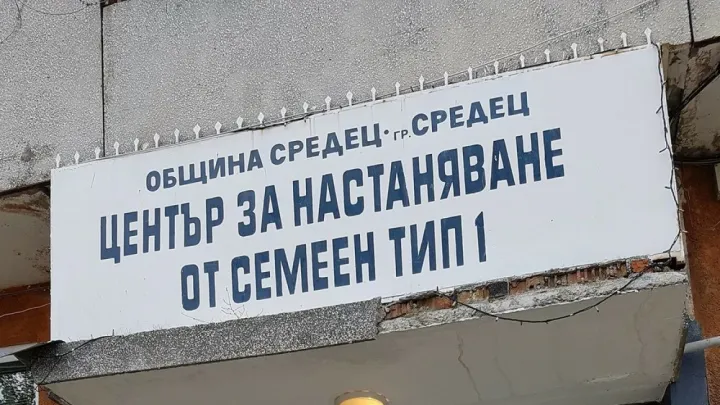 ОБЩИНА СРЕДЕЦ• ГР.СРЕДЕЦ
ЦЕНТЪР ЗА НАСТАНЯВАНЕ
ОТ СЕМЕЕН ТИП 1